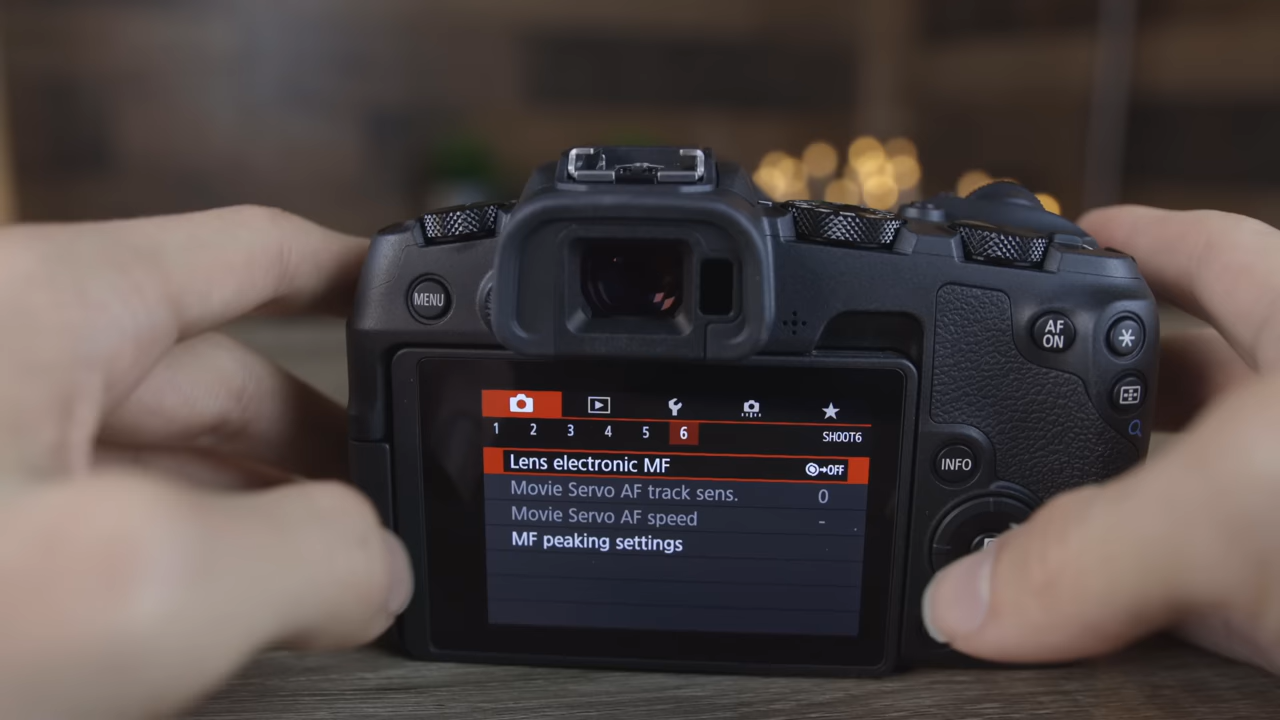 MENU
AF
ON
INFO
1 2 3 4 5 6 SHOOT6
Lens electronic MF →OFF
Movie Servo AF track sens. 0
Movie Servo AF speed -
MF peaking settings